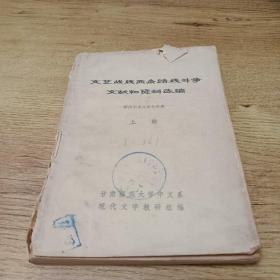 文艺战线两条路线斗争
文献和资料选编
上册
甘肃师范大学中文系
现代文学教研组编